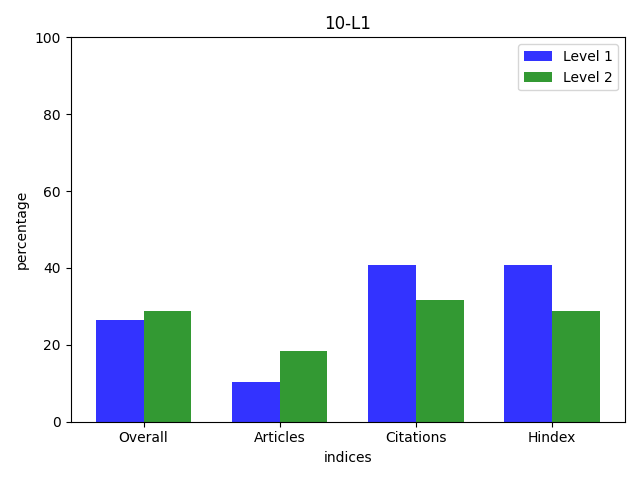 10-L1
100
80
60
40
20
0
percentage
Level 1
Level 2
Overall Articles Citations Hindex
indices